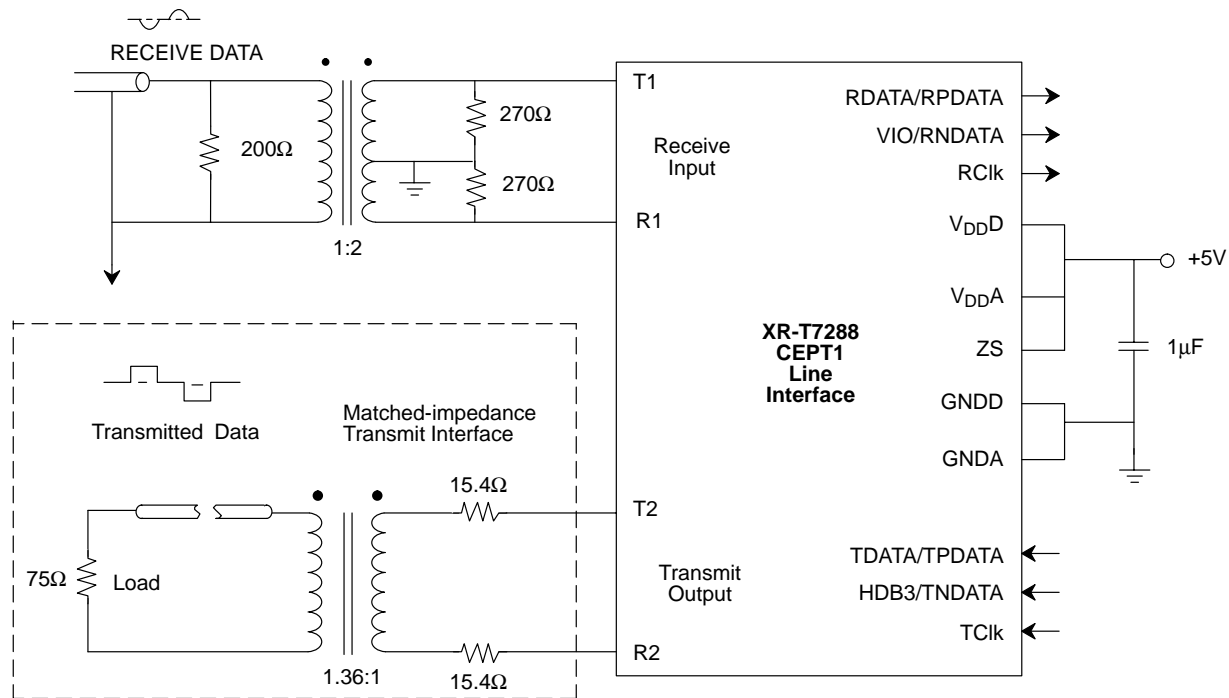 RECEIVE DATA
200Ω
1:2
270Ω
270Ω
T1
Receive
Input
R1
RDATA/RPDATA
VIO/RNDATA
RClk
VDDD
VDDA
ZS
GNDD
GNDA
+5V
1µF
XR-T7288
CEPT1
Line
Interface
Transmitted Data
Matched-impedance
Transmit Interface
15.4Ω
75Ω
Load
1.36:1
15.4Ω
T2
Transmit
Output
R2
TDATA/TPDATA
HDB3/TNDATA
TClk